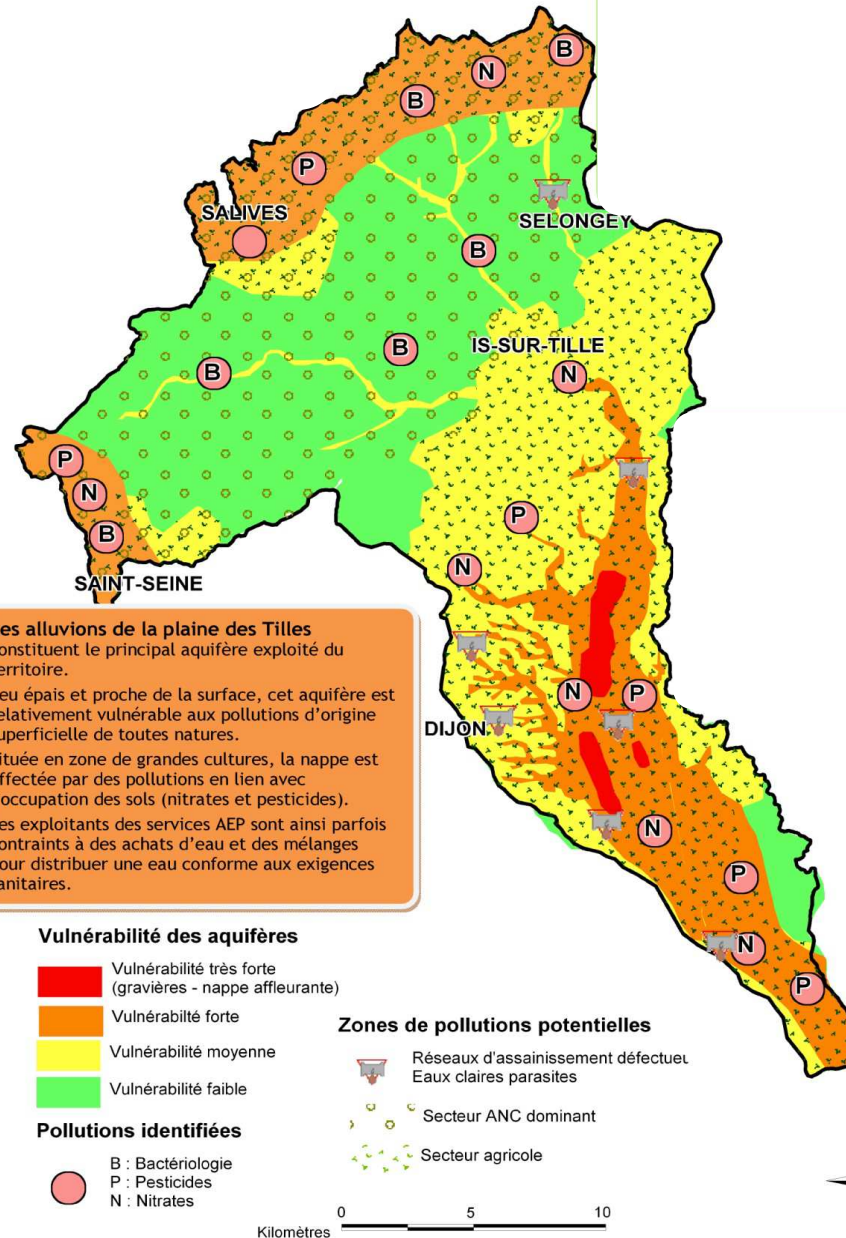 B
N
B
P
SALIVES
SELONGEY
B
B
IS-SUR-TILLE
B
N
P
N
B
P
N
SAINT-SEINE
es alluvions de la plaine des Tilles
onstituent le principal aquifère exploité du
erritoire.
eu épais et proche de la surface, cet aquifère est
elativement vulnérable aux pollutions d'origine
uperficielle de toutes natures.
ituée en zone de grandes cultures, la nappe est
ffectée par des pollutions en lien avec
occupation des sols (nitrates et pesticides).
es exploitants des services AEP sont ainsi parfois
ontraints à des achats d'eau et des mélanges
our distribuer une eau conforme aux exigences
anitaires.
N
P
DIJON
N
P
N
P
Vulnérabilité des aquifères
Vulnérabilité très forte
(gravières - nappe affleurante)
Vulnérabilté forte
Vulnérabilité moyenne
Vulnérabilité faible
Pollutions identifiées
B : Bactériologie
P : Pesticides
N : Nitrates
Zones de pollutions potentielles
Réseaux d'assainissement défectueu
Eaux claires parasites
Secteur ANC dominant
Secteur agricole
0 5 10
Kilomètres